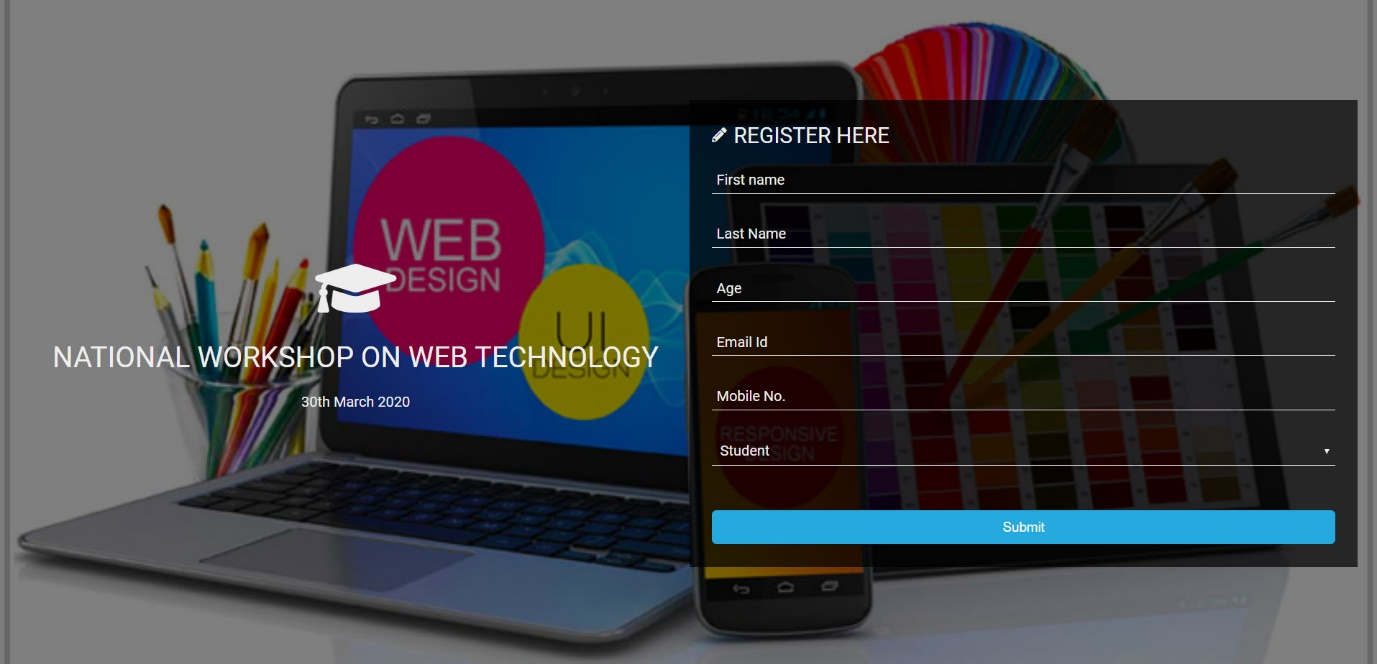 WEB
DESIGN
UI
DESIGN
NATIONAL WORKSHOP ON WEB TECHNOLOGY
30th March 2020
REGISTER HERE
First name
Last Name
Age
Email Id
Mobile No.
RESPONSIVE
DESIGN
Student
Submit